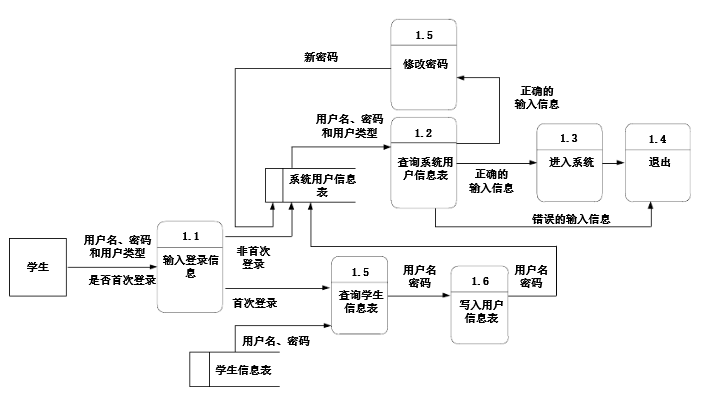 1.5
修改密码
新密码
正确的
输入信息
用户名、密码
和用户类型
1.2
查询系统用
户信息表
1.3
进入系统
1.4
退出
正确的
输入信息
系统用户信息
表
错误的输入信息
学生
用户名、密码
和用户类型
是否首次登录
1.1
输入登录信
息
非首次
登录
首次登录
1.5
查询学生
信息表
用户名
密码
1.6
写入用户
信息表
用户名
密码
用户名、密码
学生信息表